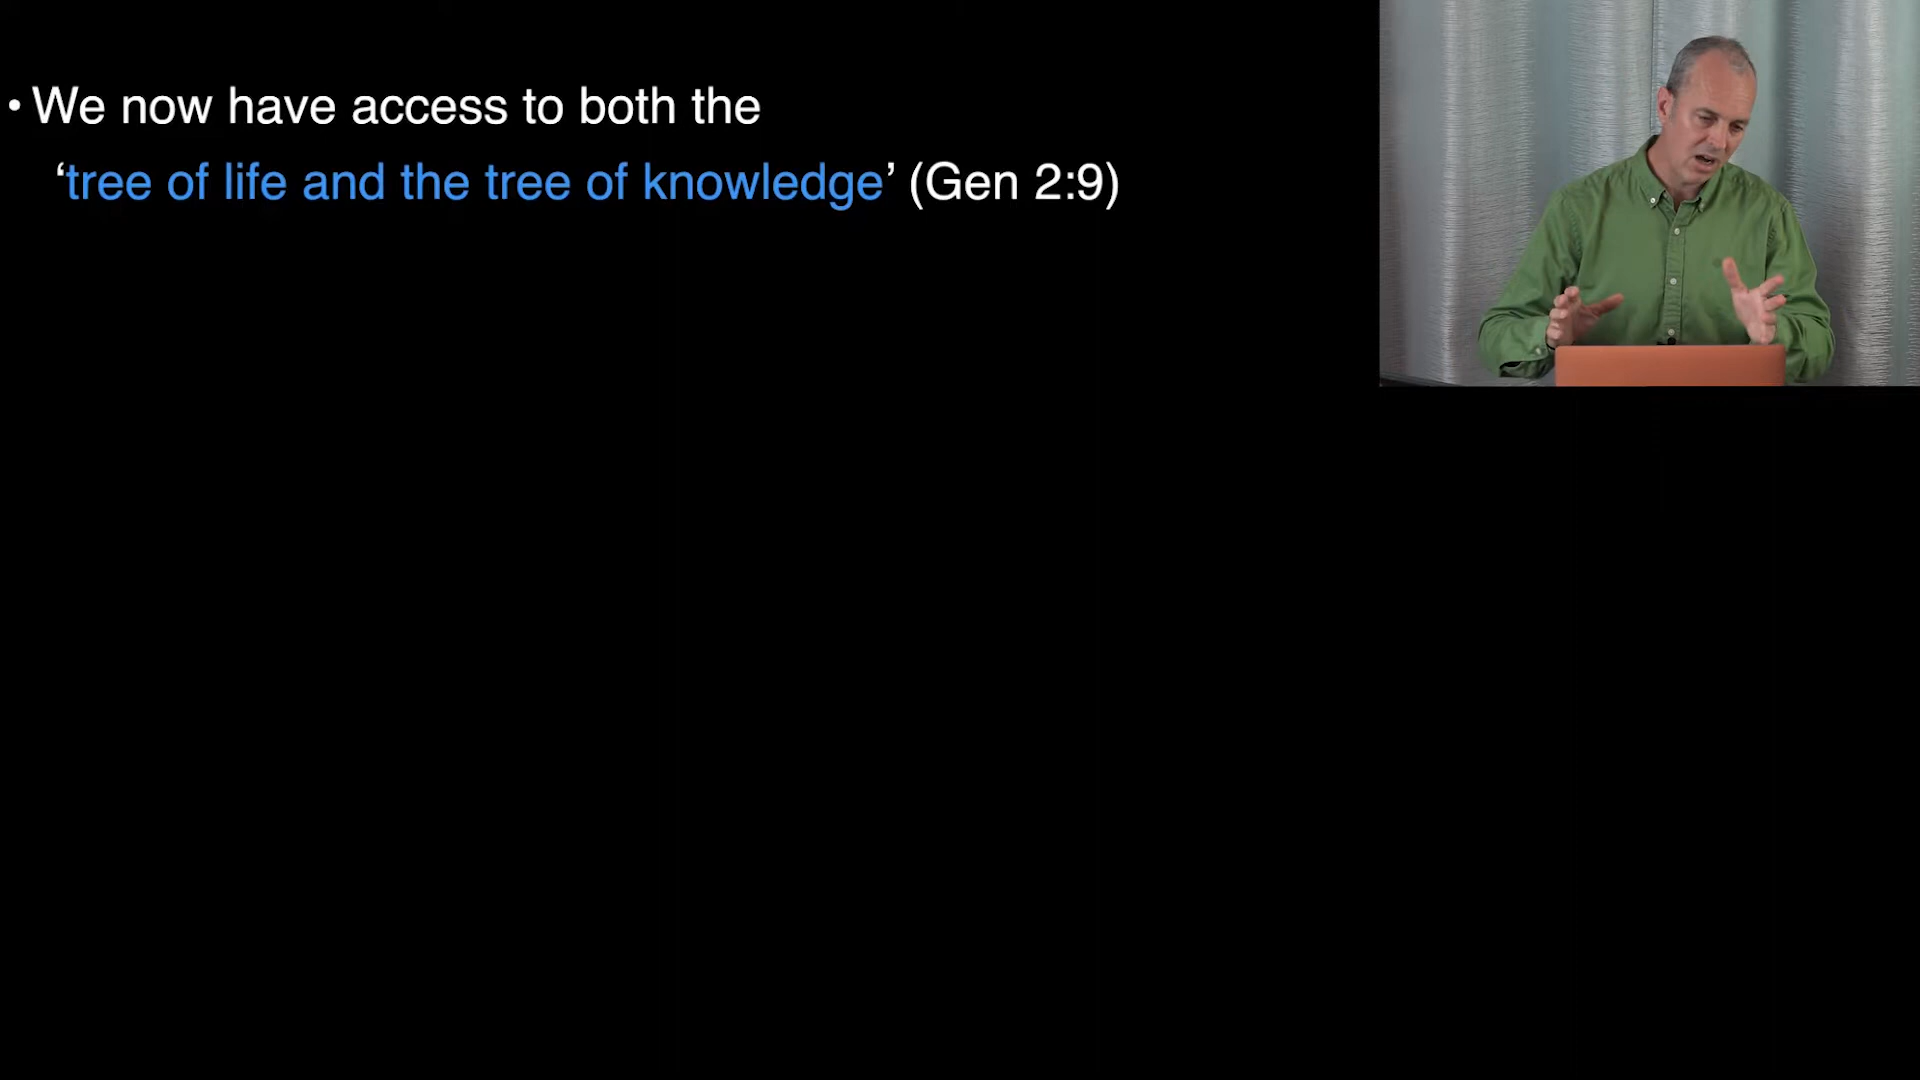 • We now have access to both the
‘tree of life and the tree of knowledge’ (Gen 2:9)